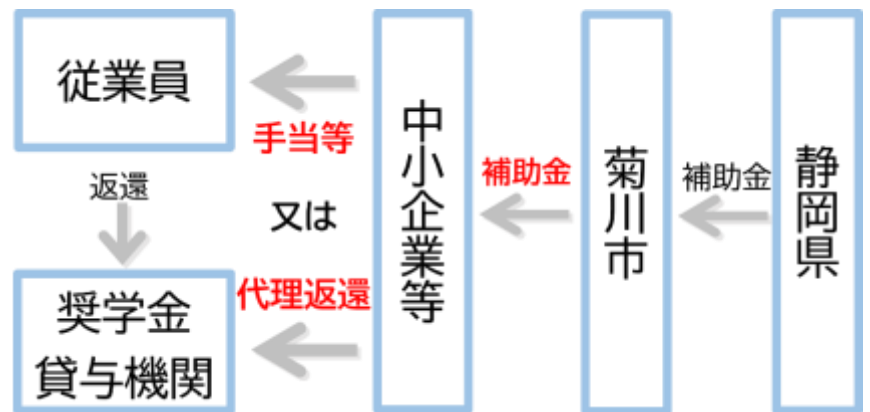 従業員
手当等
返還
又は
代理返還
奨学金
貸与機関
中小企業等
補助金
菊川市
補助金
静岡県